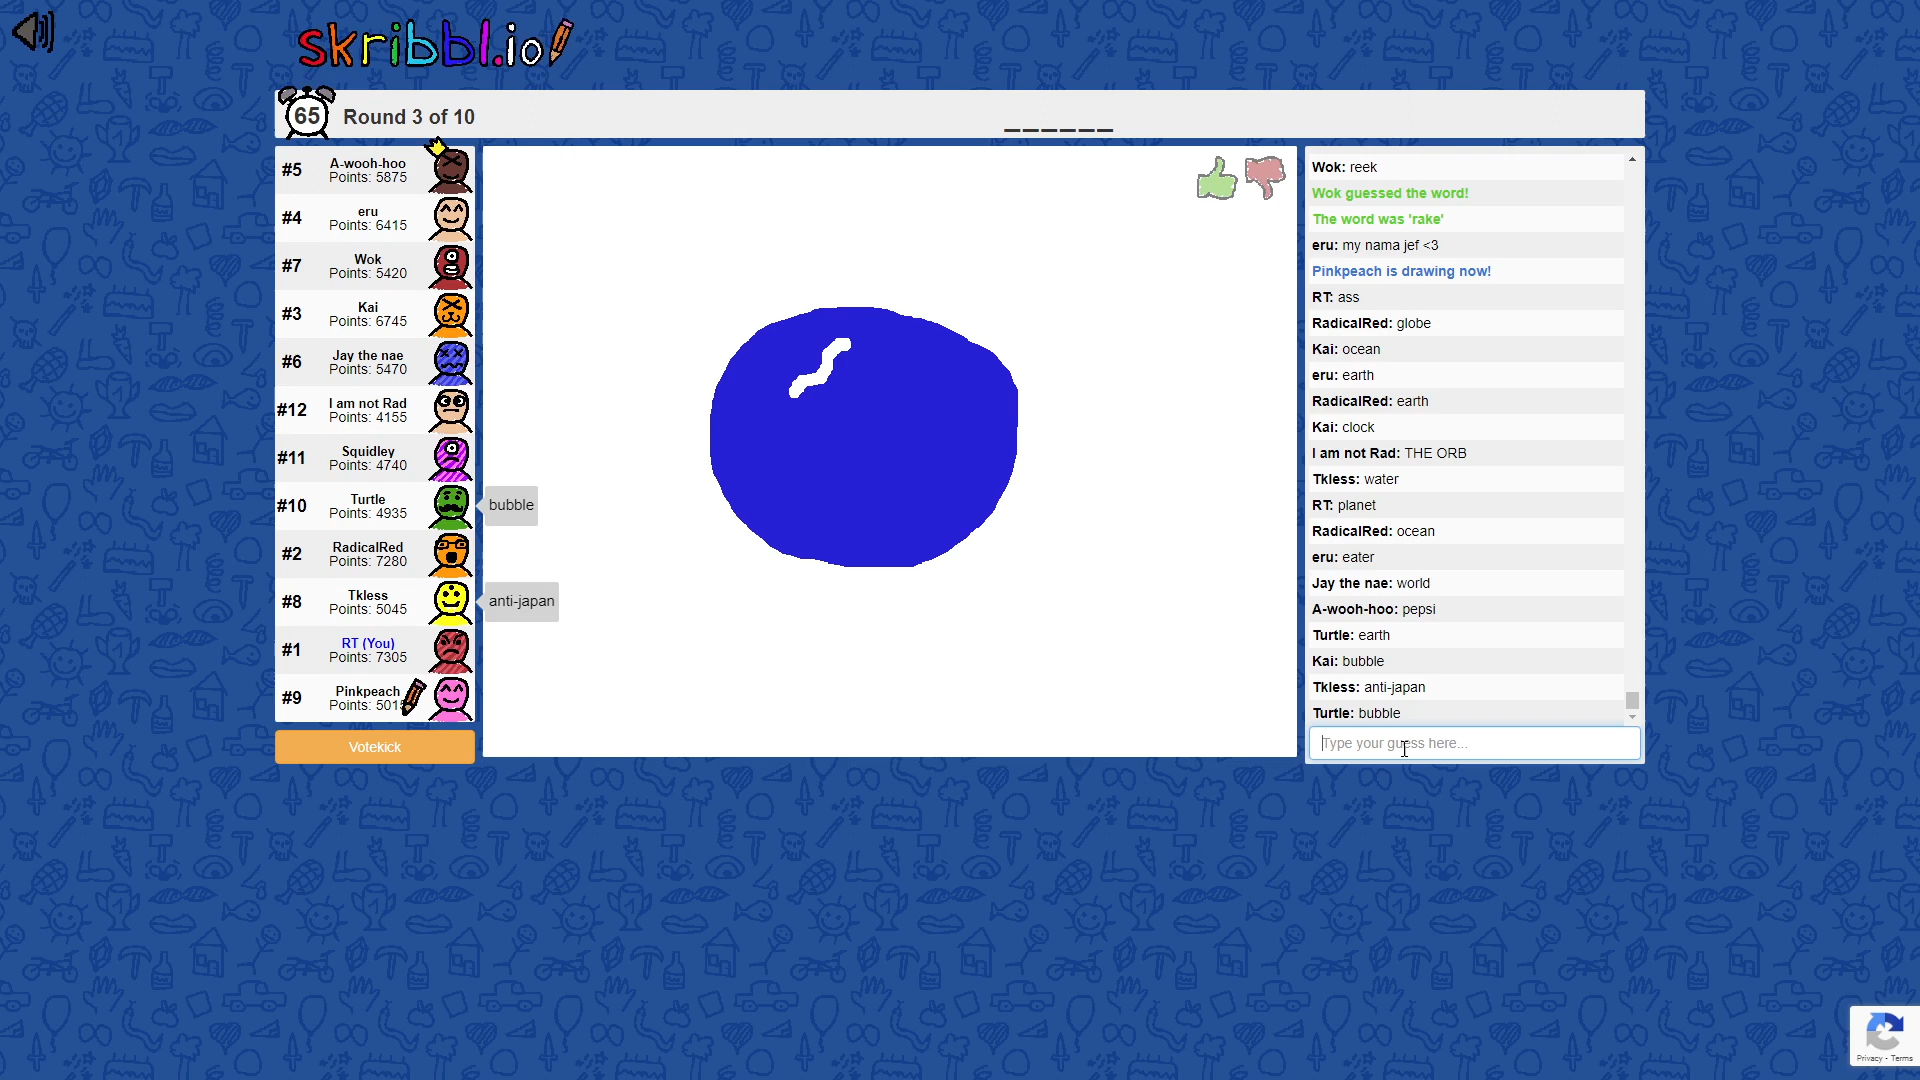 skribbl.io
65
Round 3 of 10
______
#5
A-wooh-hoo
Points: 5875
#4
eru
Points: 6415
#7
Wok
Points: 5420
#3
Kai
Points: 6745
#6
Jay the nae
Points: 5470
#12
I am not Rad
Points: 4155
#11
Squidley
Points: 4740
#10
Turtle
Points: 4935
bubble
#2
RadicalRed
Points: 7280
#8
Tkless
Points: 5045
anti-japan
#1
RT (You)
Points: 7305
#9
Pinkpeach
Points: 5015
Votekick
Wok: reek
Wok guessed the word!
The word was 'rake'
eru: my nama jef <3
Pinkpeach is drawing now!
RT: ass
RadicalRed: globe
Kai: ocean
eru: earth
RadicalRed: earth
Kai: clock
I am not Rad: THE ORB
Tkless: water
RT: planet
RadicalRed: ocean
eru: eater
Jay the nae: world
A-wooh-hoo: pepsi
Turtle: earth
Kai: bubble
Tkless: anti-japan
Turtle: bubble
Type your guess here...
Privacy - Terms